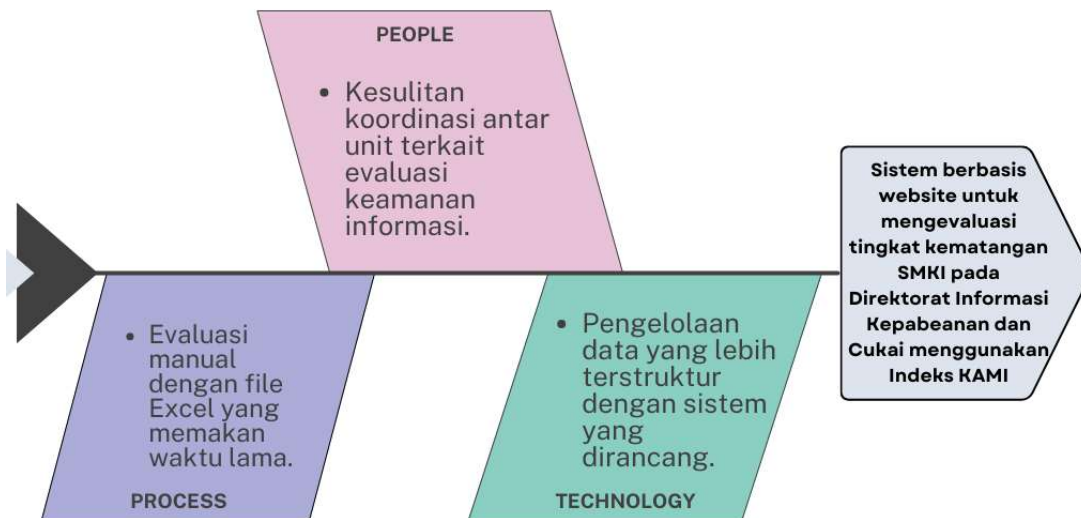 PEOPLE
• Kesulitan
koordinasi antar
unit terkait
evaluasi
keamanan
informasi.
• Evaluasi
manual
dengan file
Excel yang
memakan
waktu lama.
PROCESS
• Pengelolaan
data yang lebih
terstruktur
dengan sistem
yang
dirancang.
TECHNOLOGY
Sistem berbasis
website untuk
mengevaluasi
tingkat kematangan
SMKI pada
Direktorat Informasi
Kepabeanan dan
Cukai menggunakan
Indeks KAMI